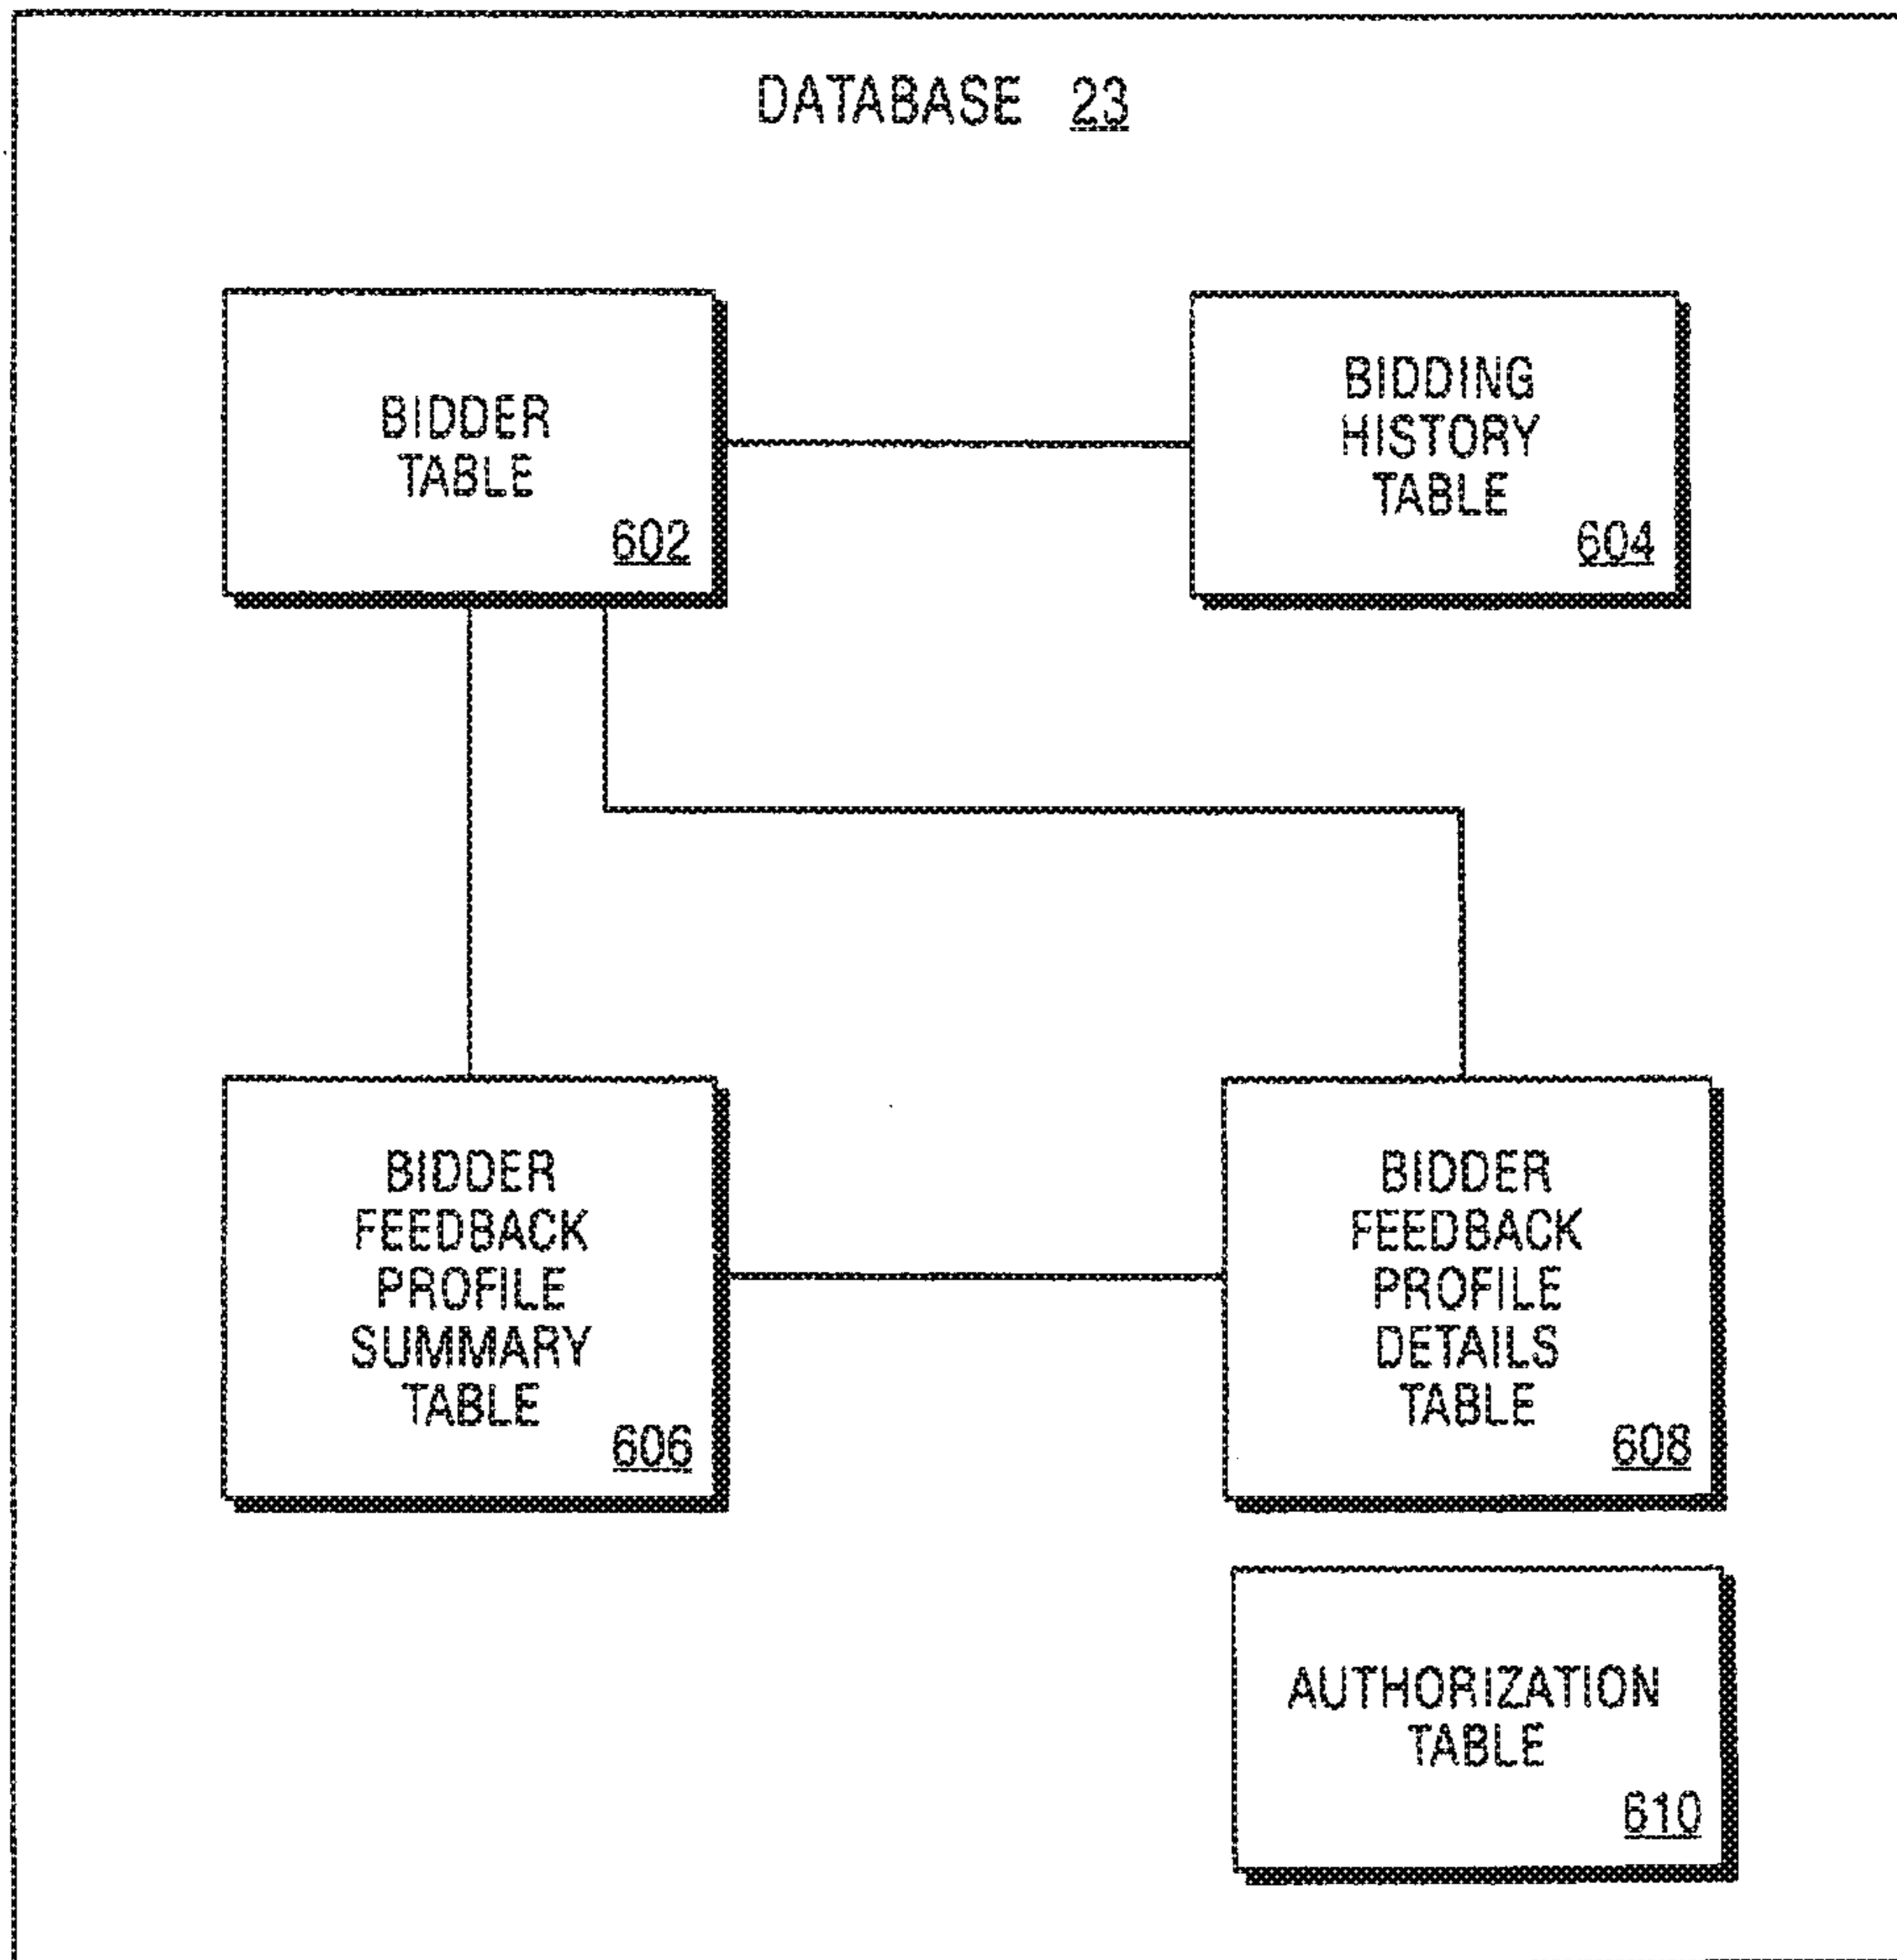 DATABASE 23
BIDDER
TABLE
602
BIDDING
HISTORY
TABLE
604
BIDDER
FEEDBACK
PROFILE
SUMMARY
TABLE
606
BIDDER
FEEDBACK
PROFILE
DETAILS
TABLE
608
AUTHORIZATION
TABLE
610